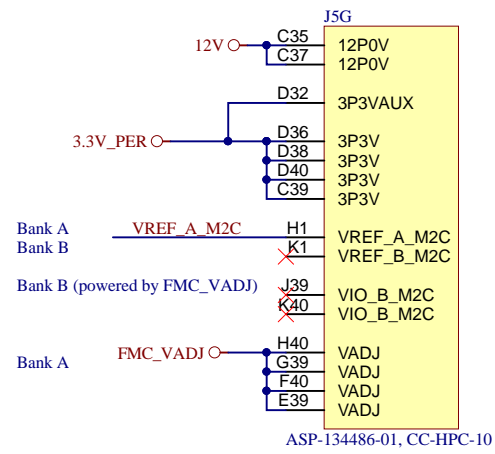 J5G
12V C35 12P0V
C37 12P0V
D32 3P3VAUX
3.3V_PER D36 3P3V
D38 3P3V
D40 3P3V
C39 3P3V
Bank A VREF_A_M2C H1 VREF_A_M2C
Bank B K1 VREF_B_M2C
Bank B (powered by FMC_VADJ) J39 VIO_B_M2C
K40 VIO_B_M2C
FMC_VADJ H40 VADJ
Bank A G39 VADJ
F40 VADJ
E39 VADJ
ASP-134486-01, CC-HPC-10